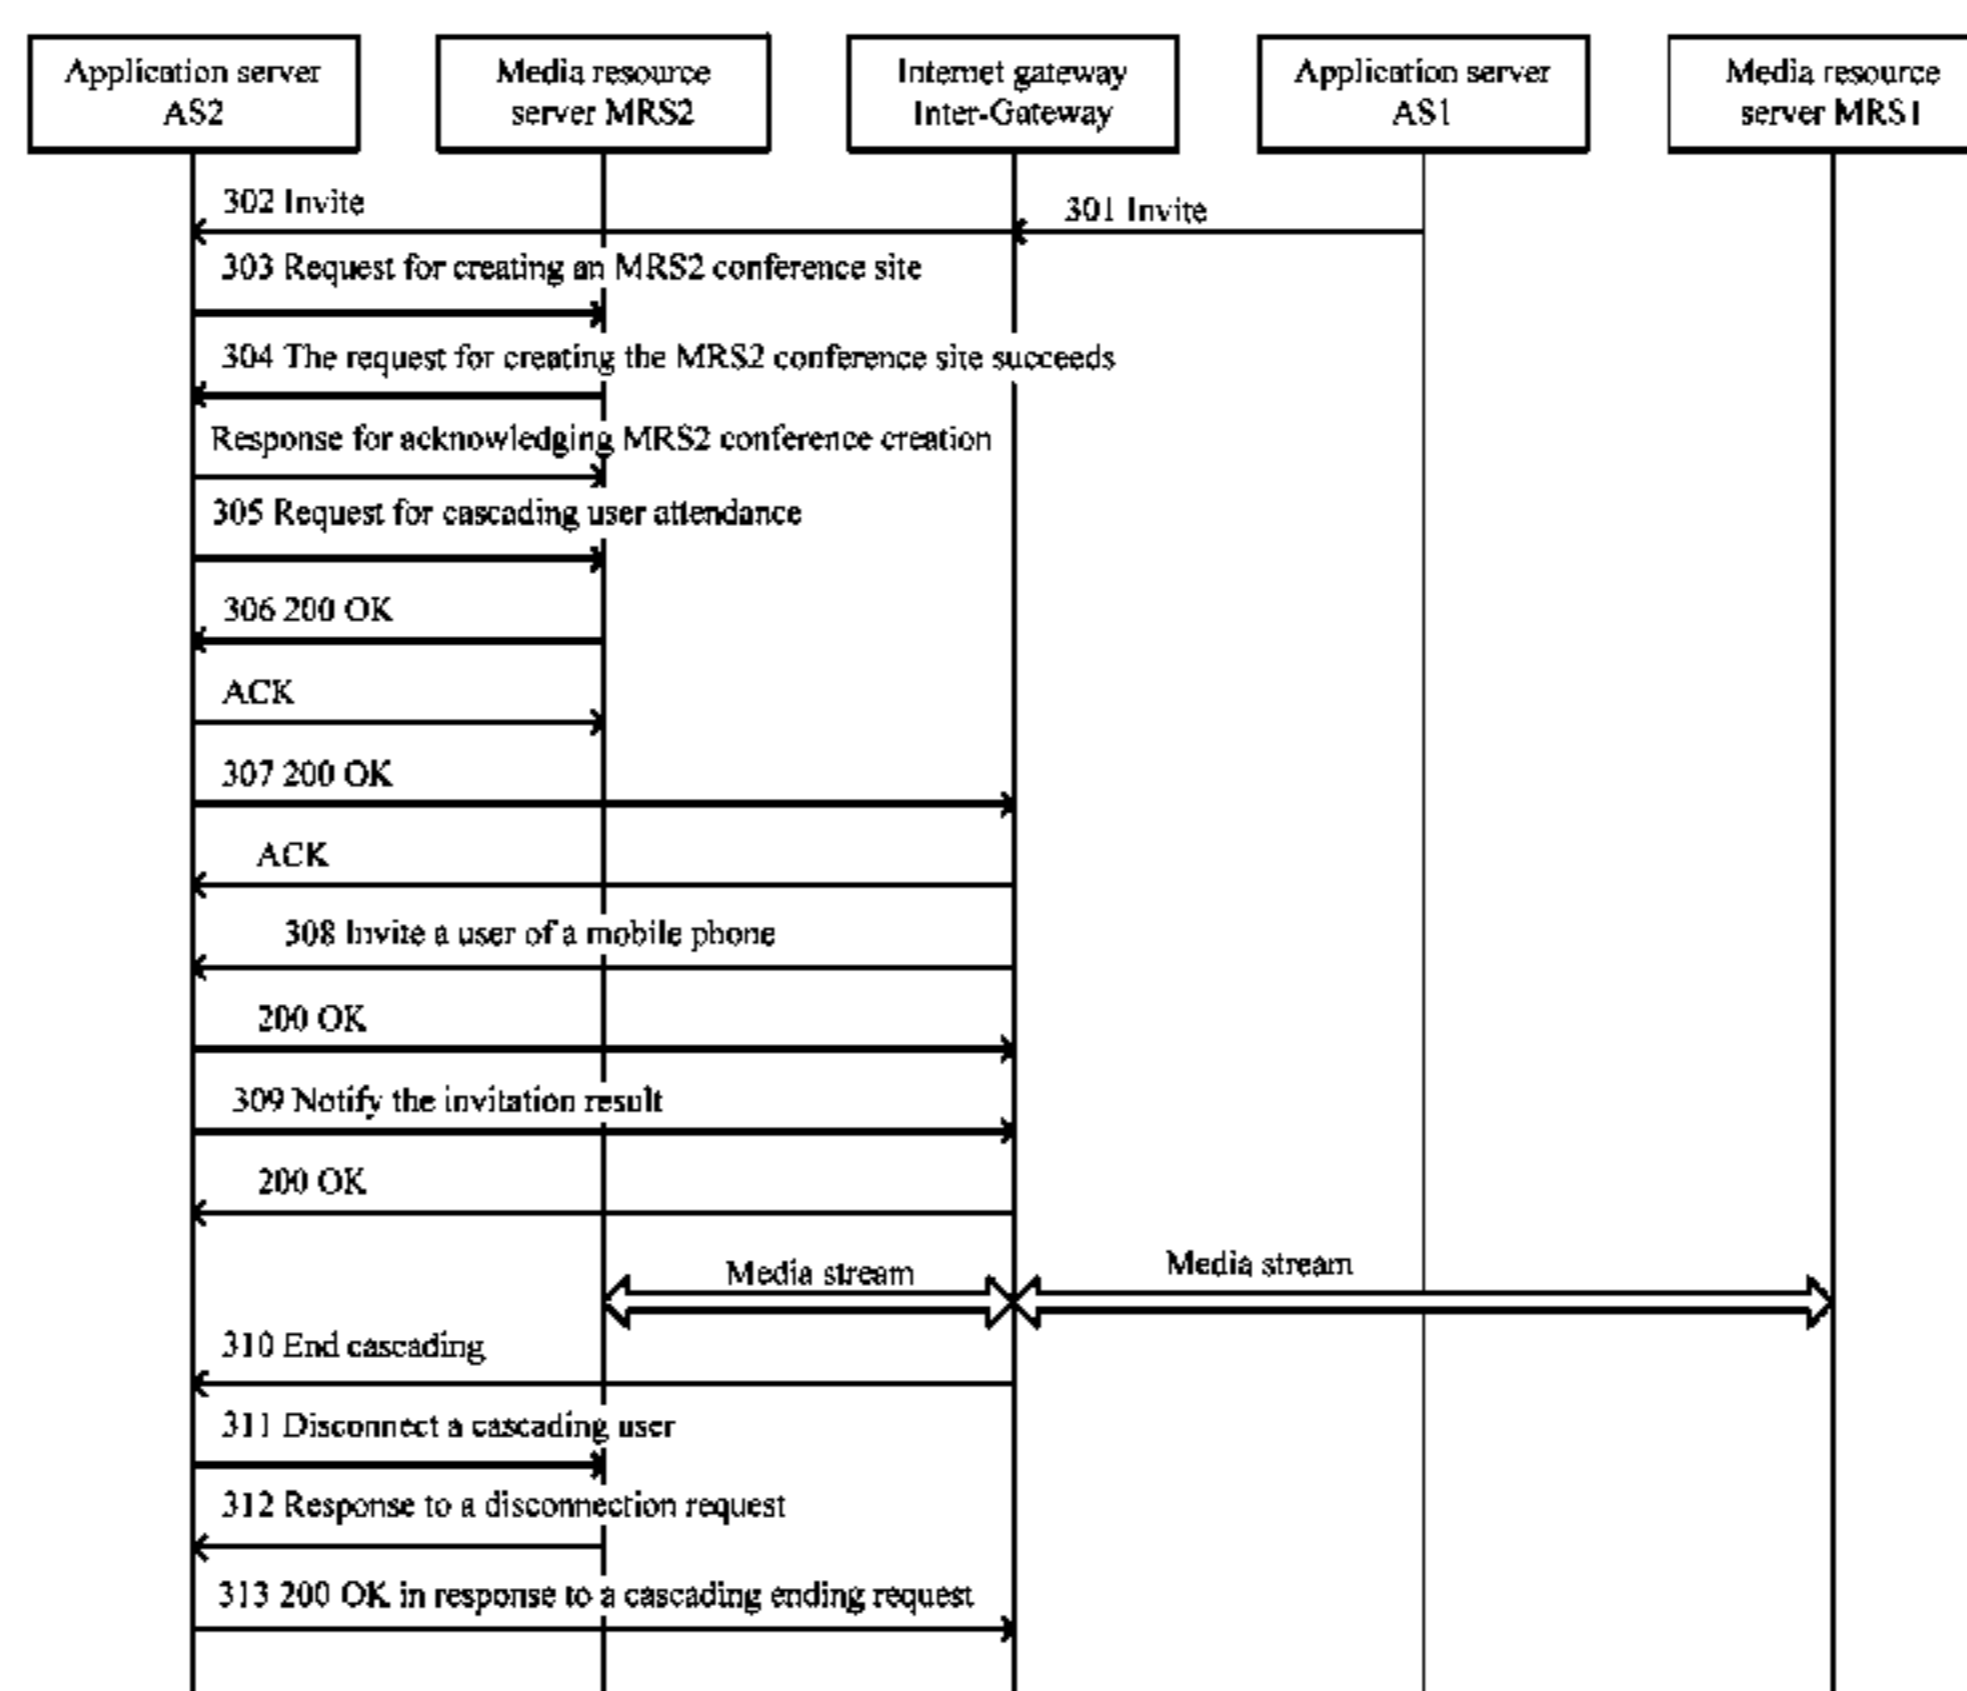 Application server
AS2
Media resource
server MRS2
Internet gateway
Inter-Gateway
Application server
AS1
Media resource
server MRS1
302 Invite
301 Invite
303 Request for creating an MRS2 conference site
304 The request for creating the MRS2 conference site succeeds
Response for acknowledging MRS2 conference creation
305 Request for cascading user attendance
306 200 OK
ACK
307 200 OK
ACK
308 Invite a user of a mobile phone
200 OK
309 Notify the invitation result
200 OK
Media stream
Media stream
310 End cascading
311 Disconnect a cascading user
312 Response to a disconnection request
313 200 OK in response to a cascading ending request